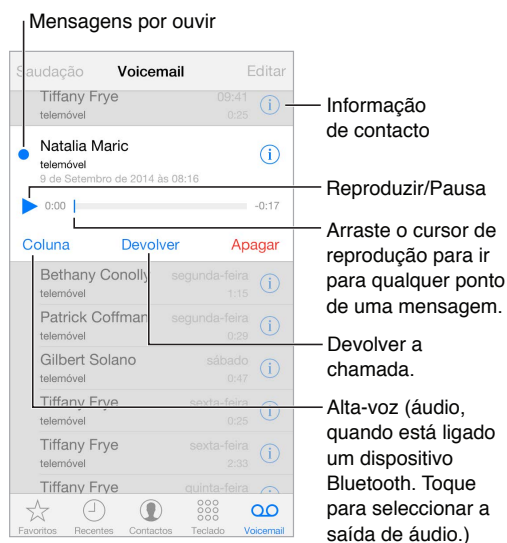 Mensagens por ouvir
Saudação Voicemail Editar
Tiffany Frye 09:41
telemóvel 0:25
Informação
de contacto
Natalia Maric
telemóvel
9 de Setembro de 2014 às 08:16
Reproduzir/Pausa
0:00 -0:17
Arraste o cursor de
reprodução para ir
para qualquer ponto
de uma mensagem.
Coluna Devolver Apagar
Bethany Conolly segunda-feira
telemóvel 1:15
Patrick Coffman segunda-feira
telemóvel 0:29
Devolver a
chamada.
Gilbert Solano sábado
telemóvel 0:47
Tiffany Frye sexta-feira
telemóvel 0:25
Tiffany Frye sexta-feira
telemóvel 2:33
Tiffany Frye quinta-feira
Alta-voz (áudio,
quando está ligado
um dispositivo
Bluetooth. Toque
para seleccionar a
saída de áudio.)
Favoritos Recentes Contactos Teclado Voicemail